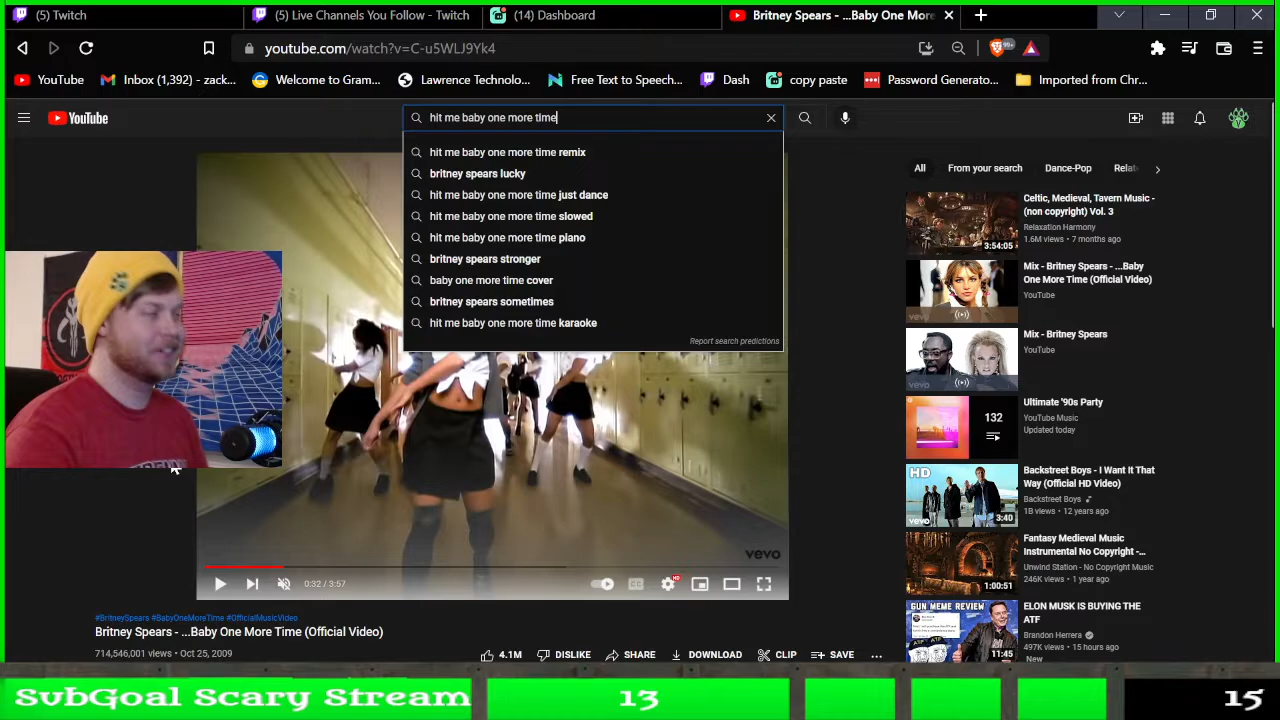 (5) Twitch
(5) Live Channels You Follow - Twitch
(14) Dashboard
Britney Spears - ...Baby One More
youtube.com/watch?v=C-u5WLJ9Yk4
99+
YouTube
Inbox (1,392) - zack...
Welcome to Gram...
Lawrence Technolo...
Free Text to Speech...
Dash
copy paste
Password Generato...
Imported from Chr...
YouTube
hit me baby one more time
hit me baby one more time remix
britney spears lucky
hit me baby one more time just dance
hit me baby one more time slowed
hit me baby one more time piano
britney spears stronger
baby one more time cover
britney spears sometimes
hit me baby one more time karaoke
Report search predictions
All
From your search
Dance-Pop
Relat
Celtic, Medieval, Tavern Music -
(non copyright) Vol. 3
Relaxation Harmony
1.6M views • 7 months ago
3:54:05
Mix - Britney Spears - ...Baby
One More Time (Official Video)
YouTube
vevo
Mix - Britney Spears
YouTube
vevo
Ultimate '90s Party
YouTube Music
Updated today
132
HD
Backstreet Boys - I Want It That
Way (Official HD Video)
Backstreet Boys
1B views • 12 years ago
vevo
3:40
Fantasy Medieval Music
Instrumental No Copyright -...
Unwind Station - No Copyright Music
246K views • 1 year ago
1:00:51
GUN MEME REVIEW
ELON MUSK IS BUYING THE
ATF
Brandon Herrera
497K views • 15 hours ago
New
11:45
vevo
0:32 / 3:57
CC
HD
#BritneySpears #BabyOneMoreTime #OfficialMusicVideo
Britney Spears - ...Baby One More Time (Official Video)
714,546,001 views • Oct 25, 2009
4.1M
DISLIKE
SHARE
DOWNLOAD
CLIP
SAVE
SubGoal Scary Stream
13
15